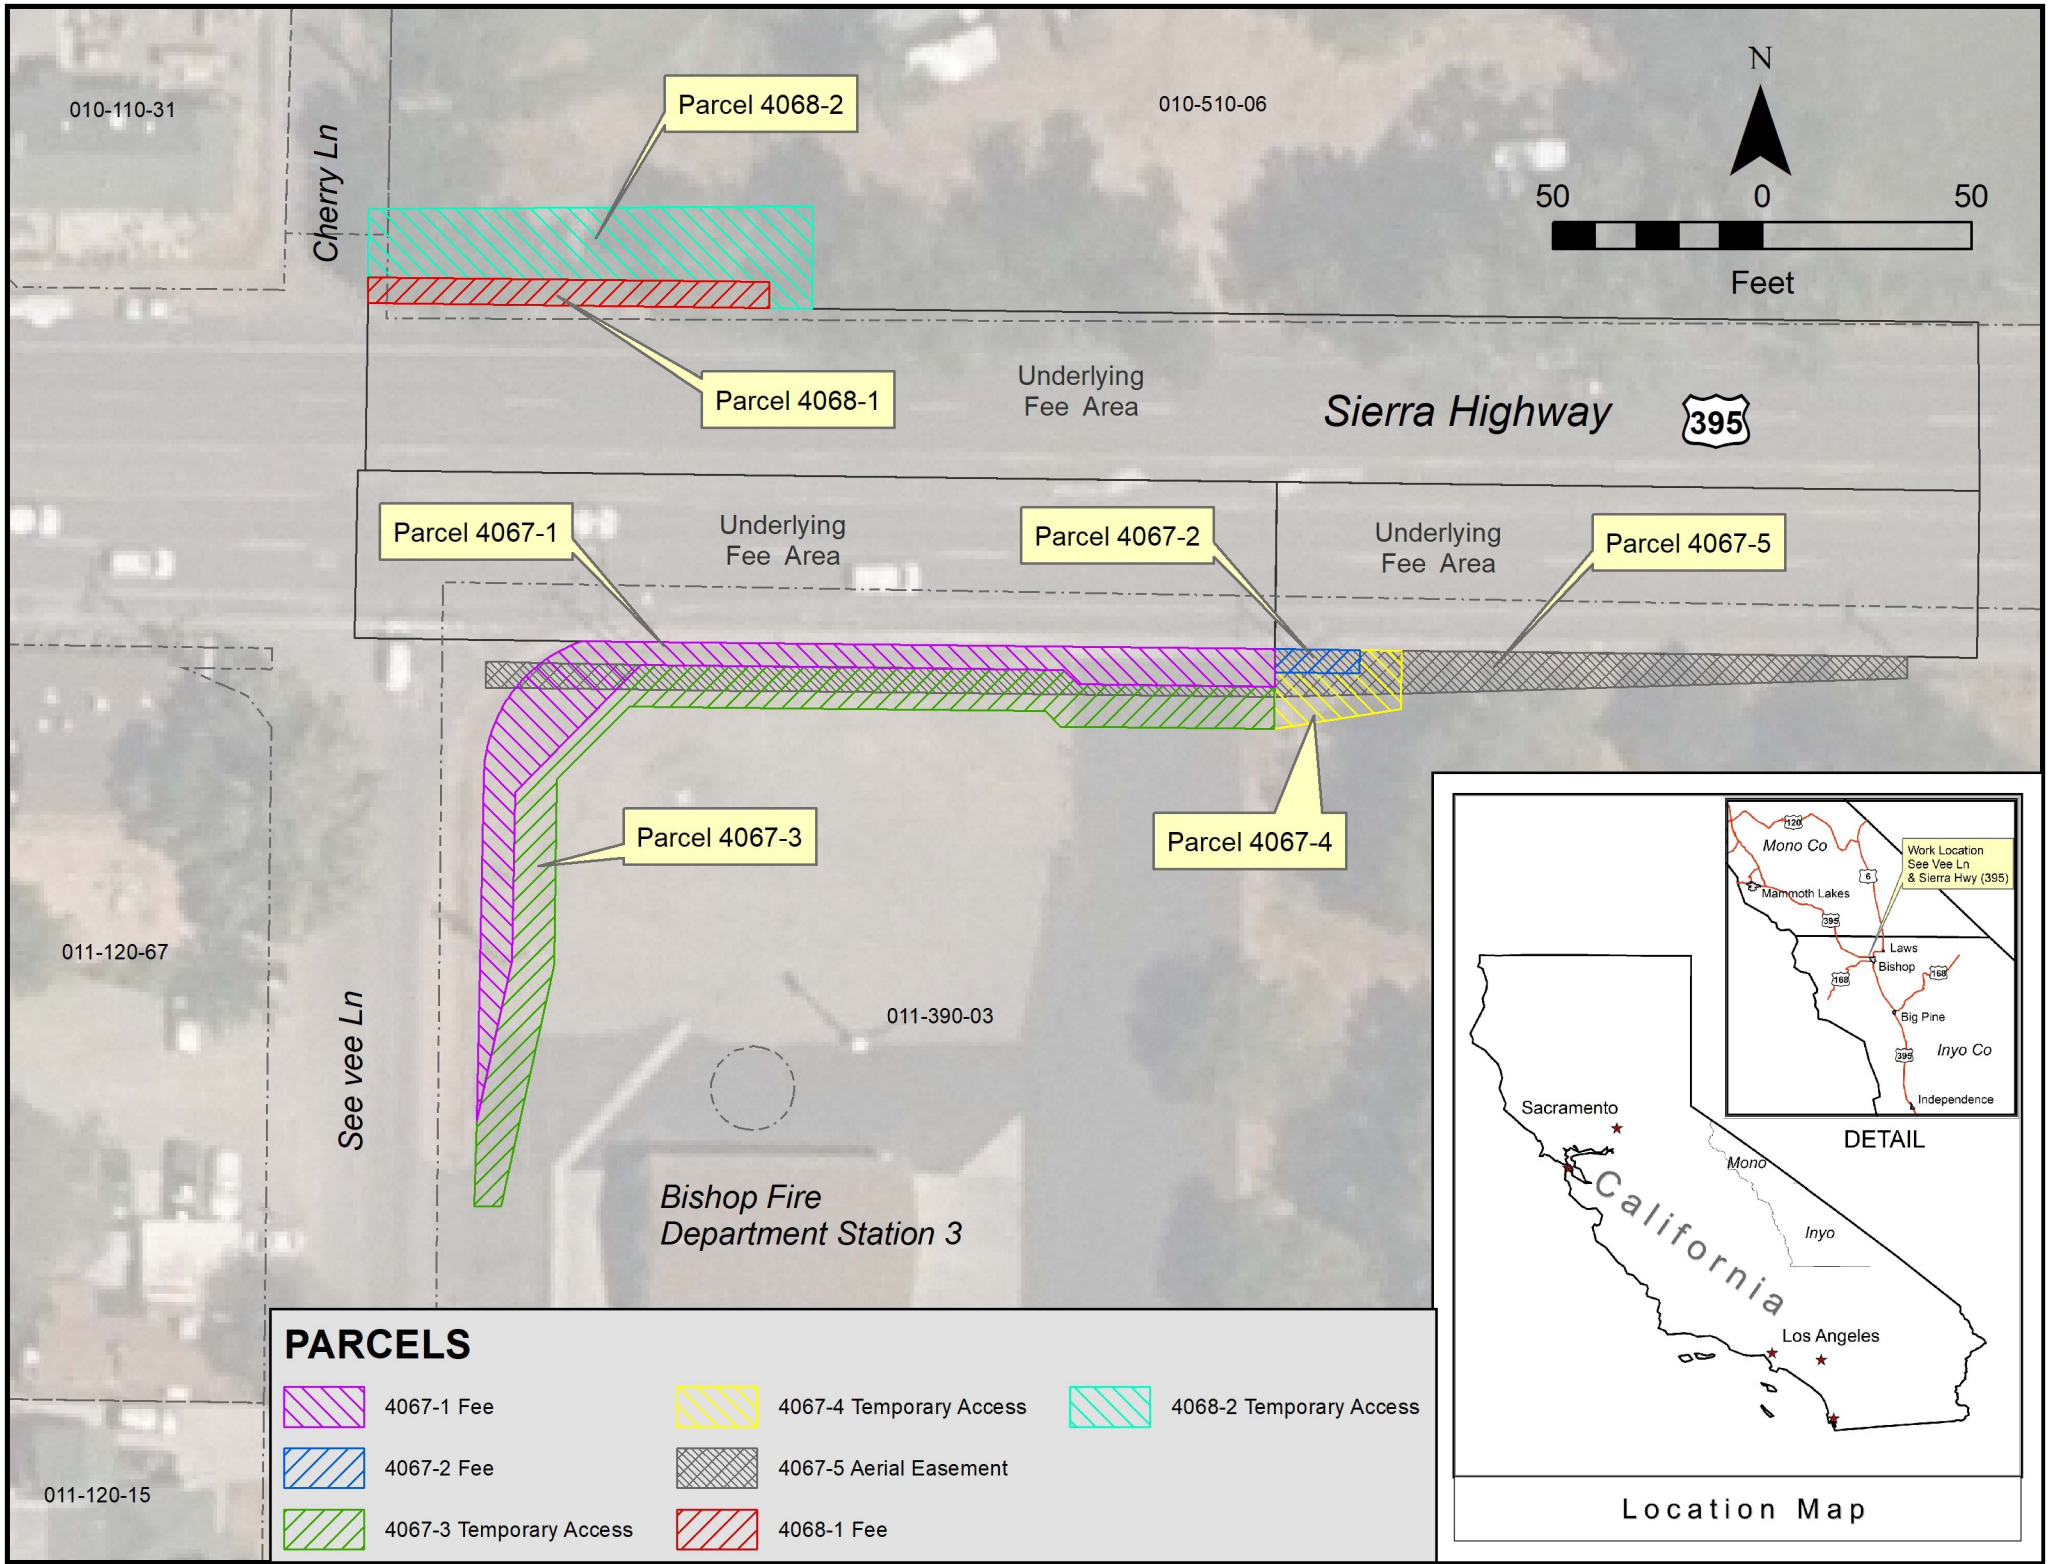 010-110-31
Cherry Ln
Parcel 4068-2
010-510-06
N
50 0 50
Feet
Parcel 4068-1
Underlying
Fee Area
Sierra Highway
395
Parcel 4067-1
Underlying
Fee Area
Parcel 4067-2
Underlying
Fee Area
Parcel 4067-5
Parcel 4067-3
Parcel 4067-4
011-120-67
See vee Ln
011-390-03
Bishop Fire
Department Station 3
011-120-15
PARCELS
4067-1 Fee
4067-2 Fee
4067-3 Temporary Access
4067-4 Temporary Access
4067-5 Aerial Easement
4068-1 Fee
4068-2 Temporary Access
120
Mono Co
Work Location
See Vee Ln
& Sierra Hwy (395)
6
Mammoth Lakes
395
Laws
Bishop
168
168
Big Pine
395
Inyo Co
Independence
DETAIL
Sacramento
Mono
California
Inyo
Los Angeles
Location Map